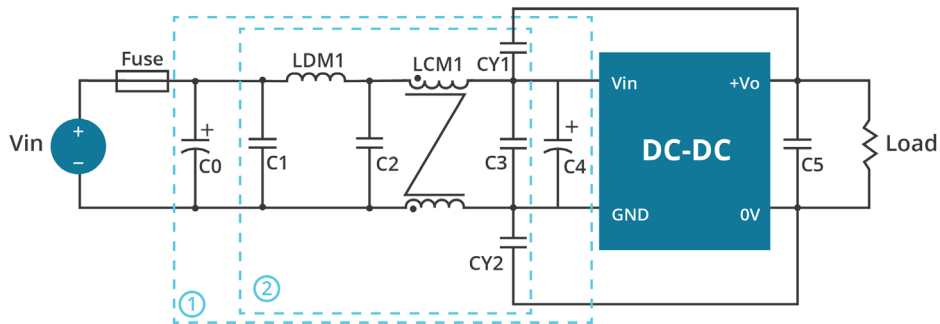 Fuse
LDM1
LCM1
CY1
Vin
+Vo
Vin
+
−
+
C0
C1
C2
C3
+
C4
DC-DC
C5
Load
GND
0V
CY2
1
2